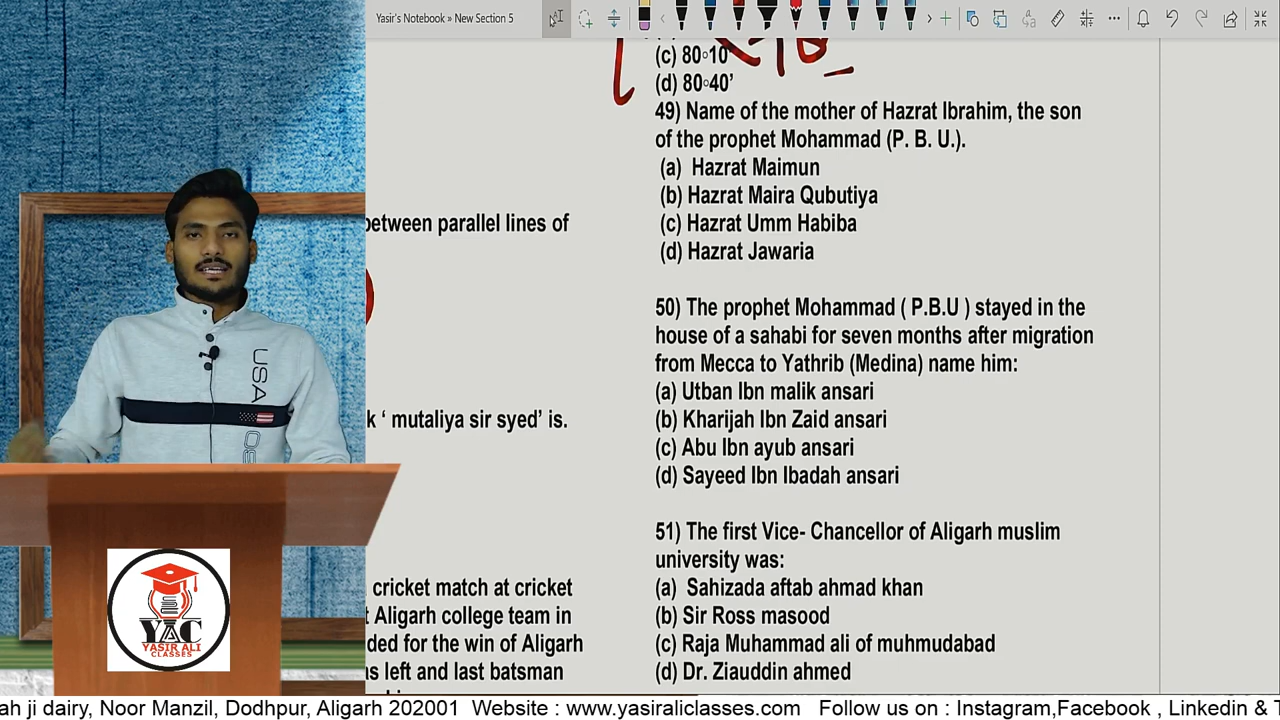 Yasir's Notebook » New Section 5
(c) 80◦10'
(d) 80◦40’
49) Name of the mother of Hazrat Ibrahim, the son
of the prophet Mohammad (P. B. U.).
(a) Hazrat Maimun
(b) Hazrat Maira Qubutiya
(c) Hazrat Umm Habiba
(d) Hazrat Jawaria
between parallel lines of
50) The prophet Mohammad ( P.B.U ) stayed in the
house of a sahabi for seven months after migration
from Mecca to Yathrib (Medina) name him:
(a) Utban Ibn malik ansari
(b) Kharijah Ibn Zaid ansari
(c) Abu Ibn ayub ansari
(d) Sayeed Ibn Ibadah ansari
k ‘ mutaliya sir syed’ is.
51) The first Vice- Chancellor of Aligarh muslim
university was:
(a) Sahizada aftab ahmad khan
(b) Sir Ross masood
(c) Raja Muhammad ali of muhmudabad
(d) Dr. Ziauddin ahmed
cricket match at cricket
t Aligarh college team in
ded for the win of Aligarh
as left and last batsman
USA
YAC
YASIR ALI
CLASSES
ah ji dairy, Noor Manzil, Dodhpur, Aligarh 202001 Website : www.yasiraliclasses.com Follow us on : Instagram,Facebook , Linkedin & T